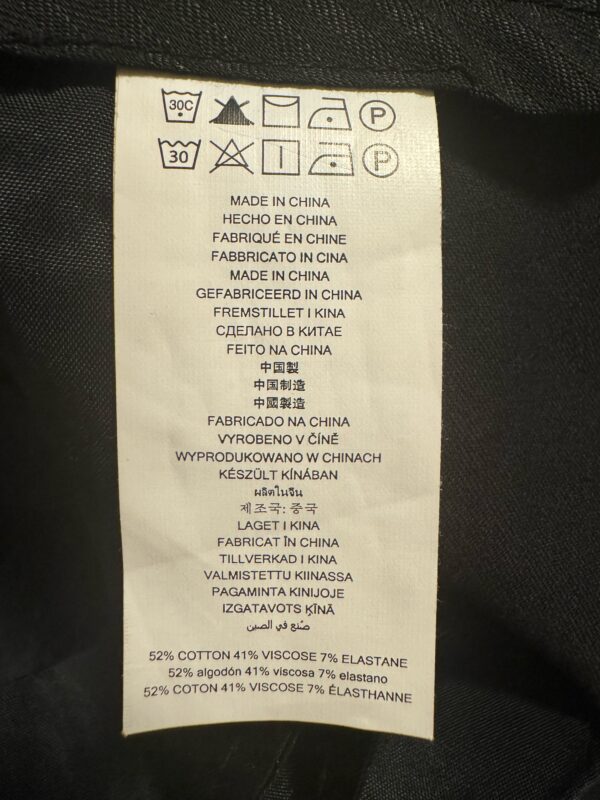 30C P
30 P
MADE IN CHINA
HECHO EN CHINA
FABRIQUÉ EN CHINE
FABBRICATO IN CINA
MADE IN CHINA
GEFABRICEERD IN CHINA
FREMSTILLET I KINA
СДЕЛАНО В КИТАЕ
FEITO NA CHINA
中国製
中国制造
中國製造
FABRICADO NA CHINA
VYROBENO V ČÍNĚ
WYPRODUKOWANO W CHINACH
KÉSZÜLT KÍNÁBAN
ผลิตในจีน
제조국: 중국
LAGET I KINA
FABRICAT ÎN CHINA
TILLVERKAD I KINA
VALMISTETTU KIINASSA
PAGAMINTA KINIJOJE
IZGATAVOTS ĶĪNĀ
صُنع في الصين
52% COTTON 41% VISCOSE 7% ELASTANE
52% algodón 41% viscosa 7% elastano
52% COTON 41% VISCOSE 7% ÉLASTHANNE